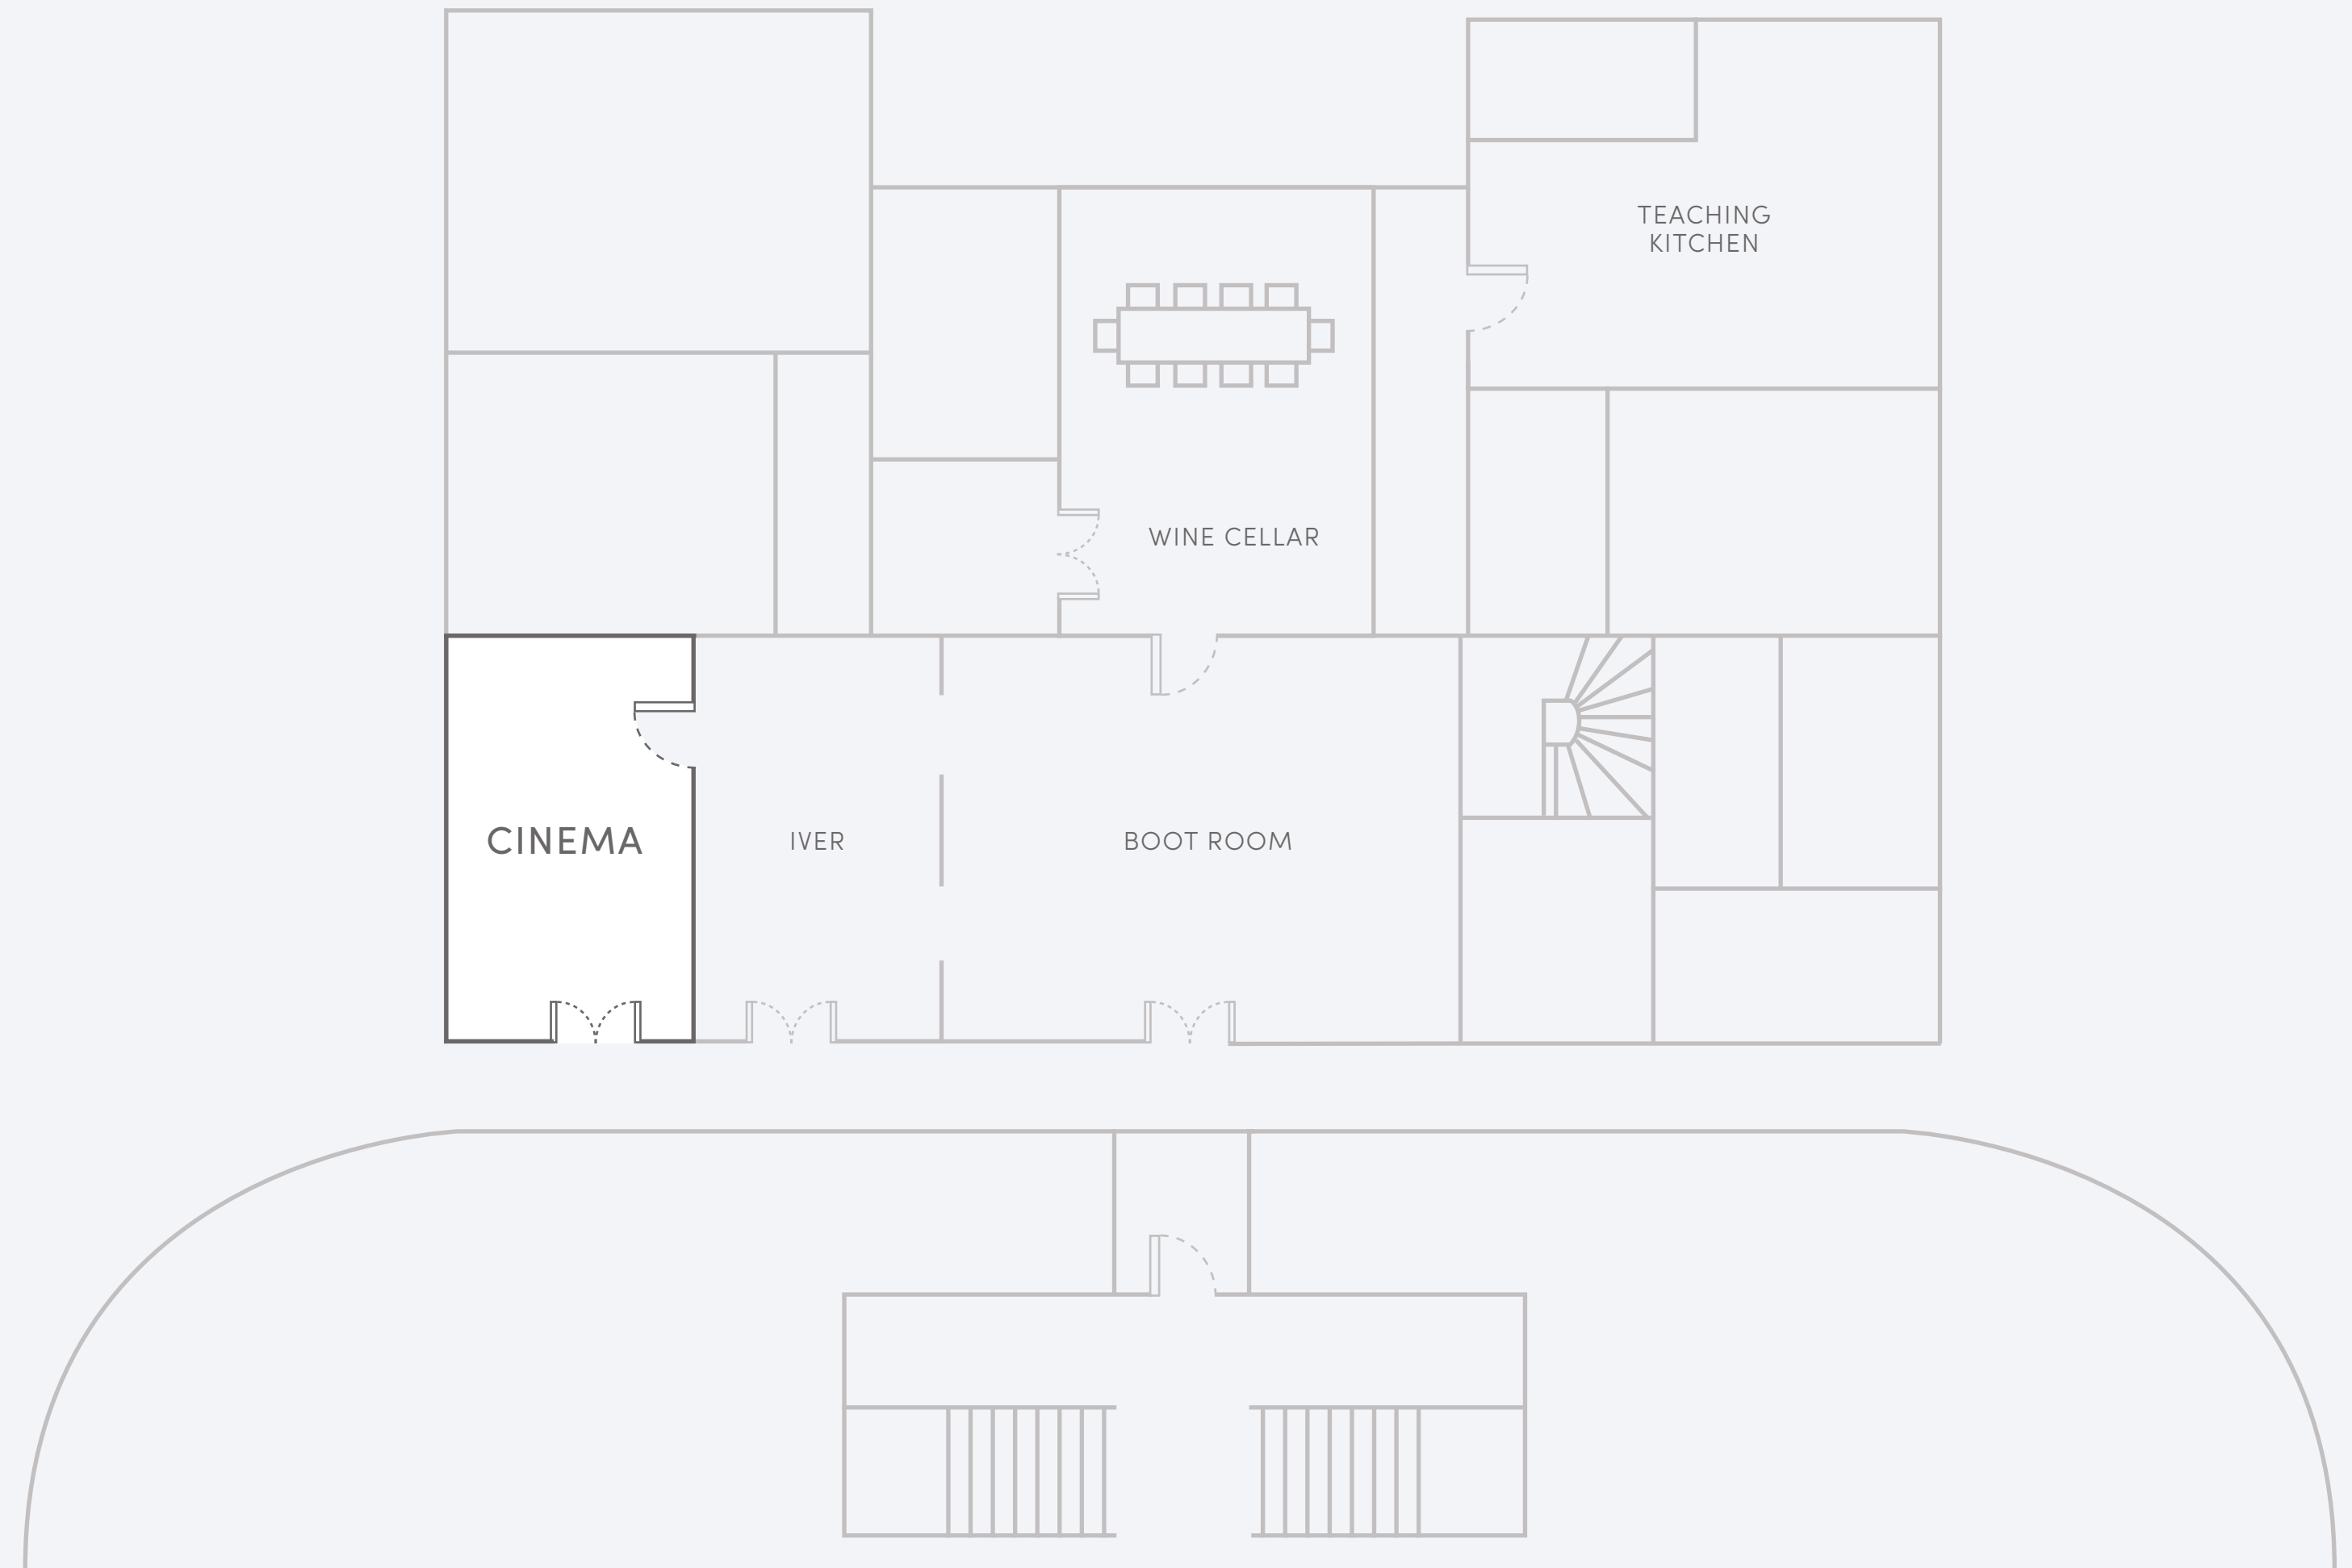 TEACHING
KITCHEN
WINE CELLAR
CINEMA
IVER
BOOT ROOM